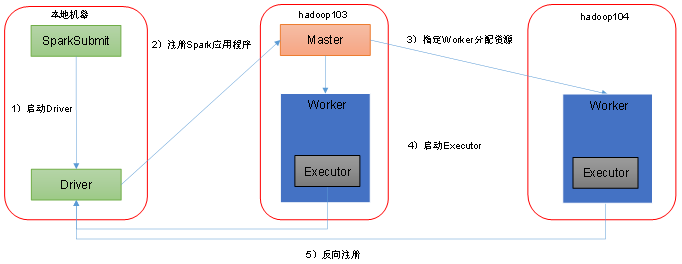 本地机器
hadoop103
hadoop104
SparkSubmit
2）注册Spark应用程序
Master
3）指定Worker分配资源
1）启动Driver
Worker
Worker
4）启动Executor
Driver
Executor
Executor
5）反向注册